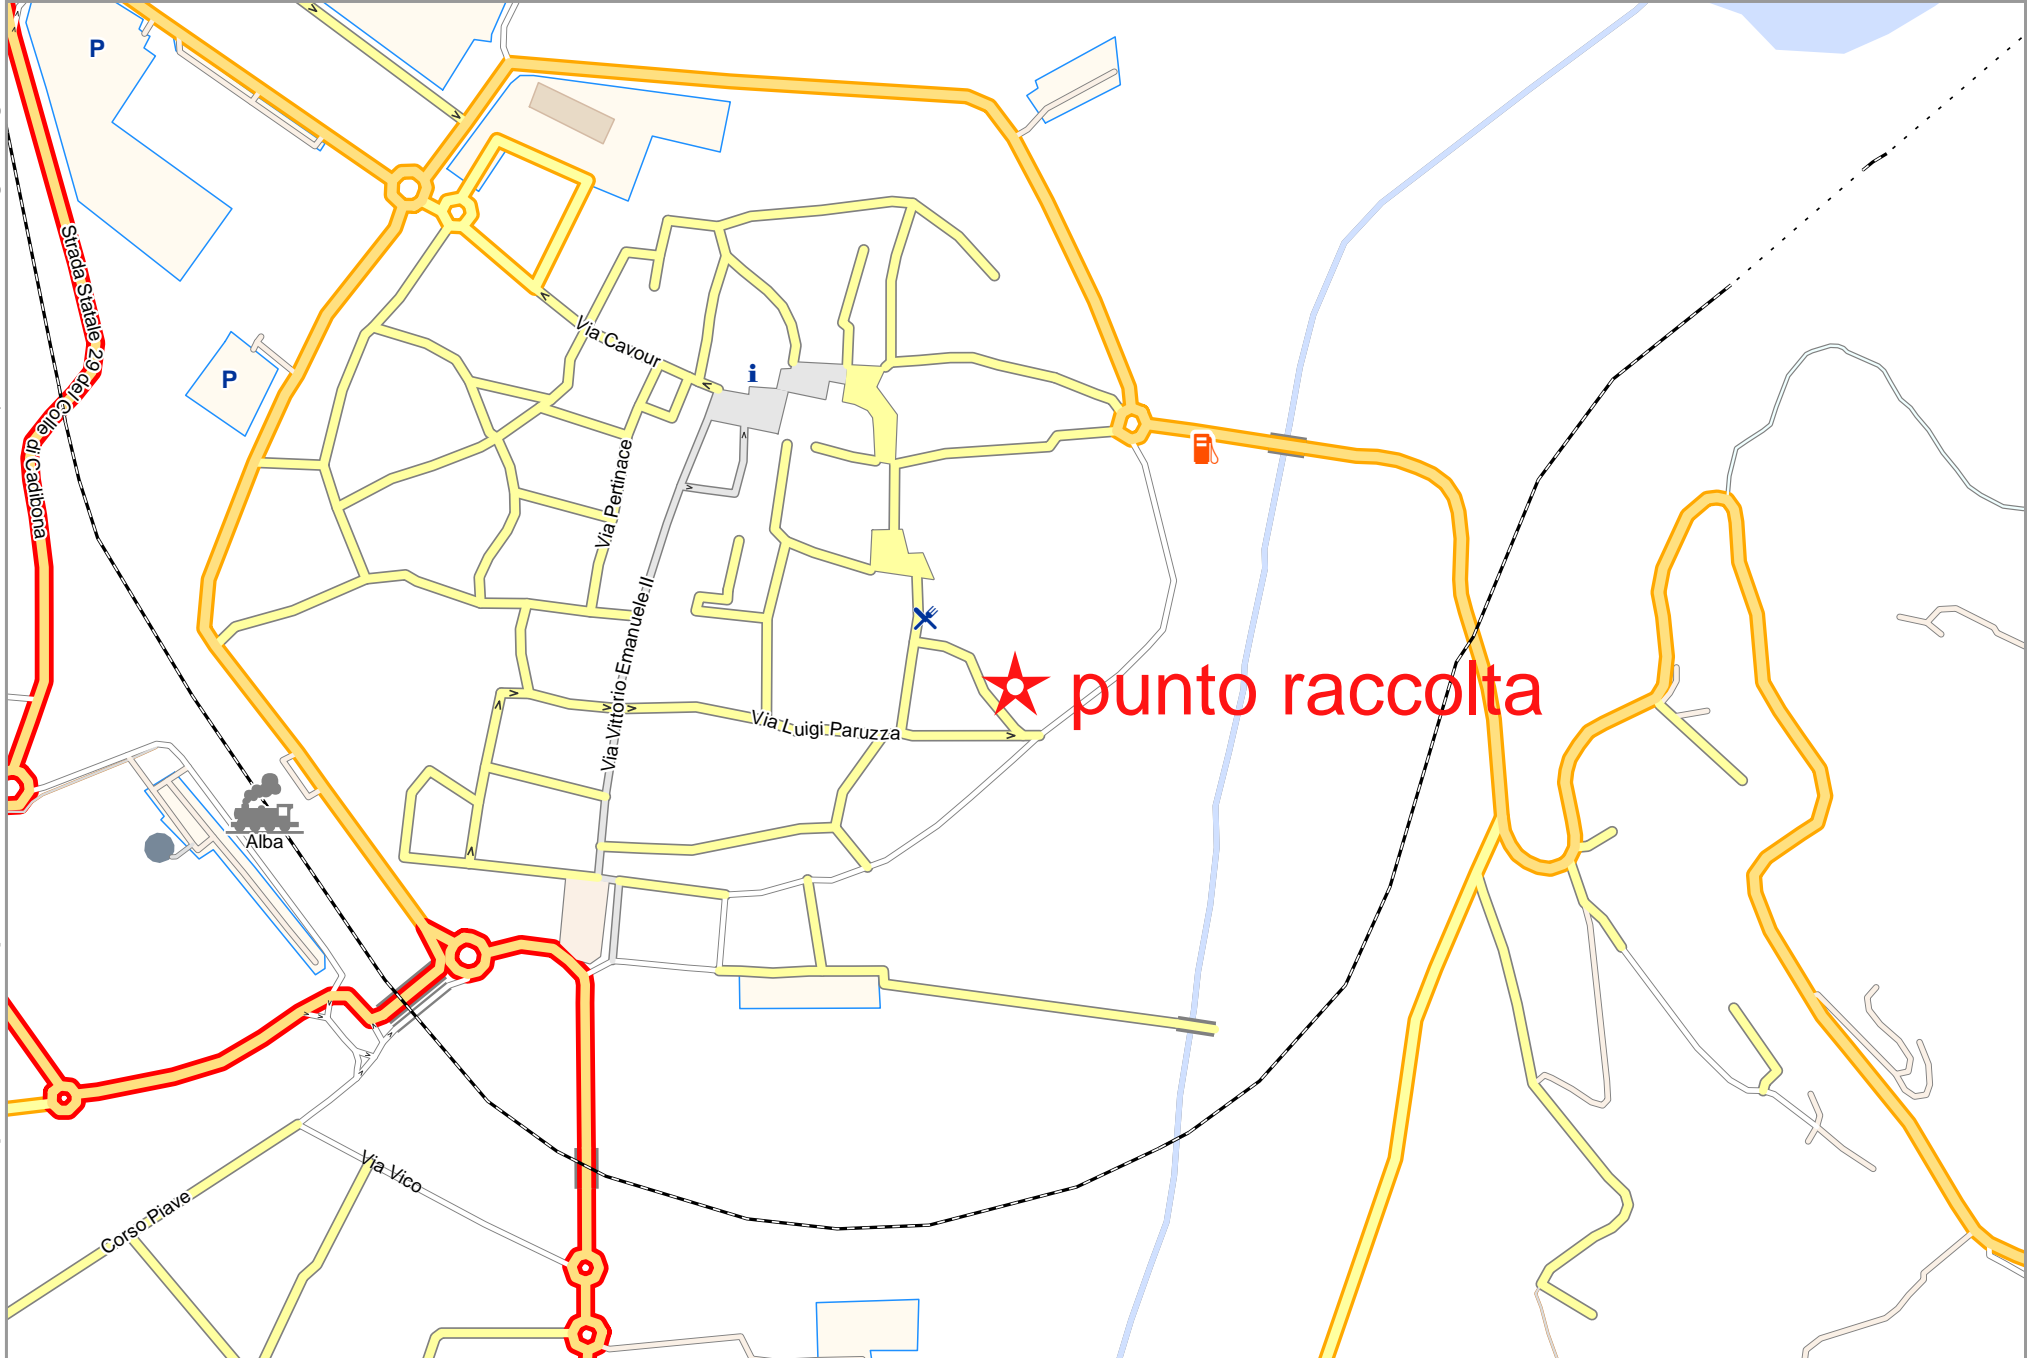 P
Strada Statale 29 del Colle di Cadibona
Via Cavour
i
P
Via Pertinace
Via Vittorio Emanuele II
punto raccolta
Via Luigi Paruzza
Alba
Via Vico
Corso Piave